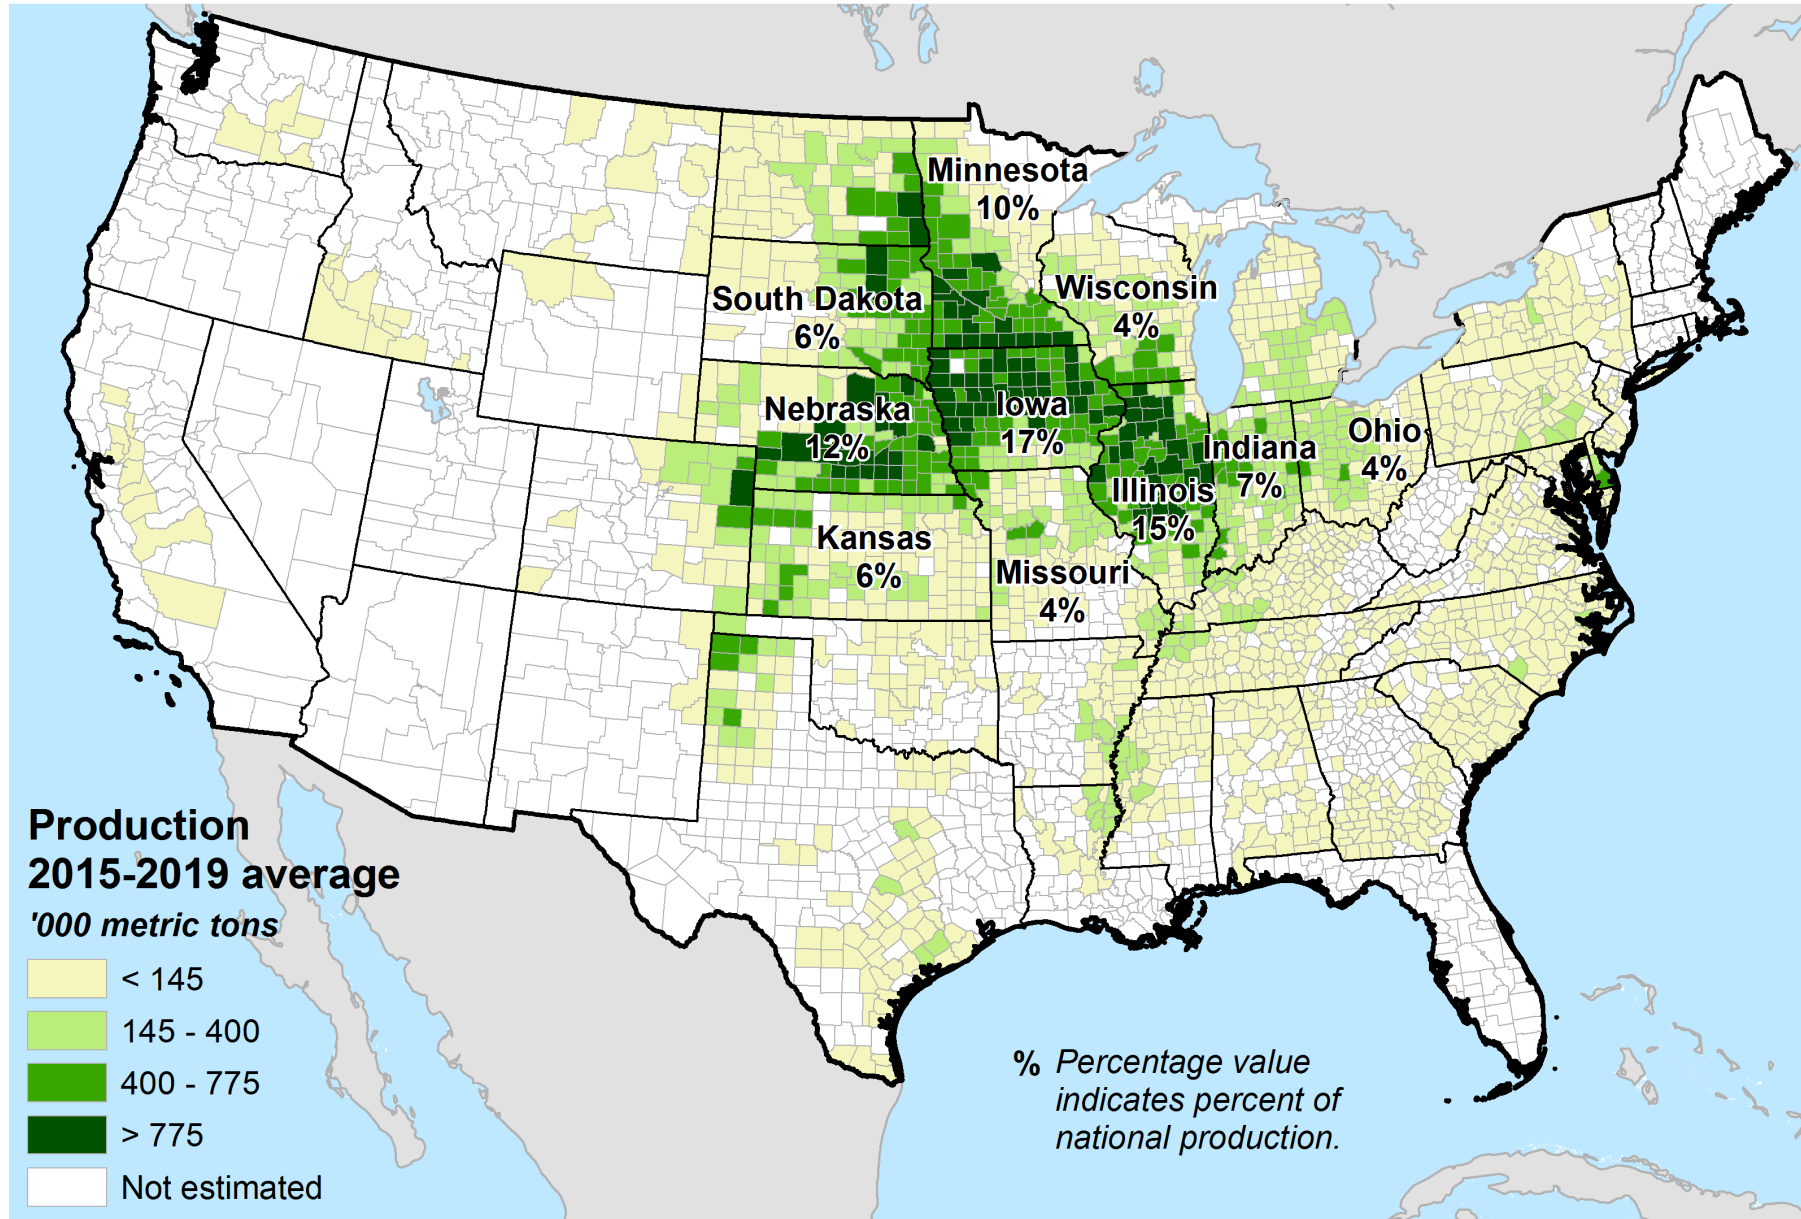 Minnesota
10%
South Dakota
6%
Wisconsin
4%
Nebraska
12%
Iowa
17%
Illinois
15%
Indiana
7%
Ohio
4%
Kansas
6%
Missouri
4%
Production
2015-2019 average
'000 metric tons
< 145
145 - 400
400 - 775
> 775
Not estimated
% Percentage value
indicates percent of
national production.